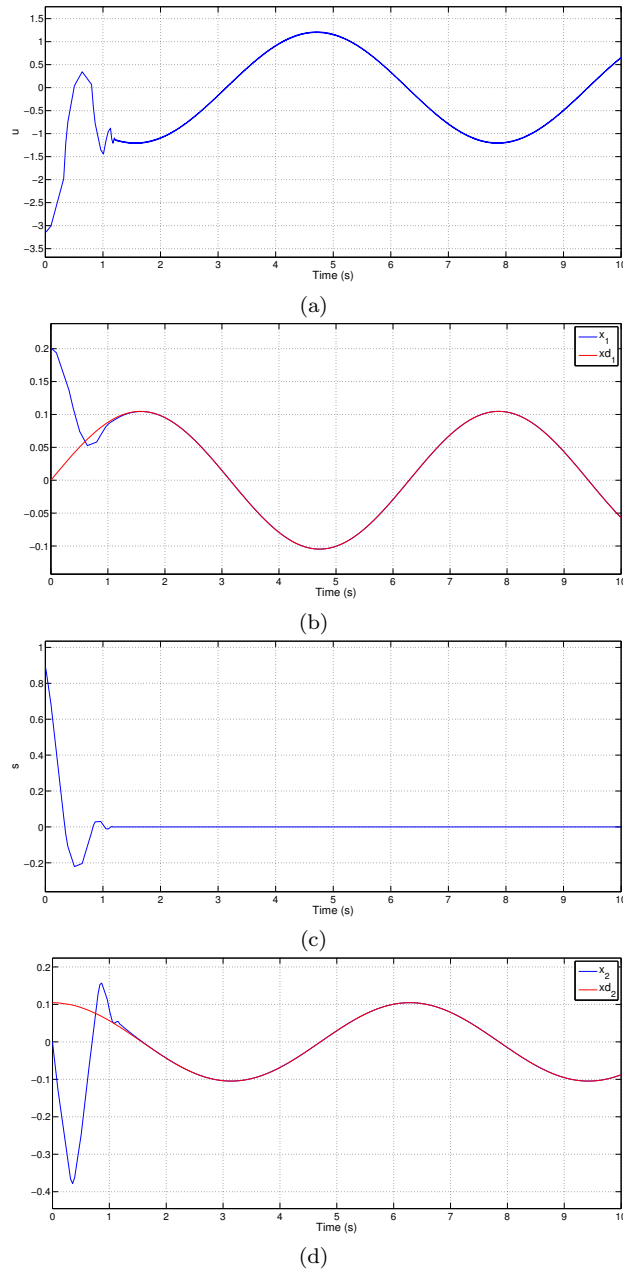 1.5
1
0.5
0
−0.5
−1
−1.5
−2
−2.5
−3
−3.5
u
0 1 2 3 4 5 6 7 8 9 10
Time (s)
(a)
x_1
xd_1
0.2
0.15
0.1
0.05
0
−0.05
−0.1
0 1 2 3 4 5 6 7 8 9 10
Time (s)
(b)
1
0.8
0.6
0.4
0.2
0
−0.2
s
0 1 2 3 4 5 6 7 8 9 10
Time (s)
(c)
x_2
xd_2
0.2
0.1
0
−0.1
−0.2
−0.3
−0.4
0 1 2 3 4 5 6 7 8 9 10
Time (s)
(d)